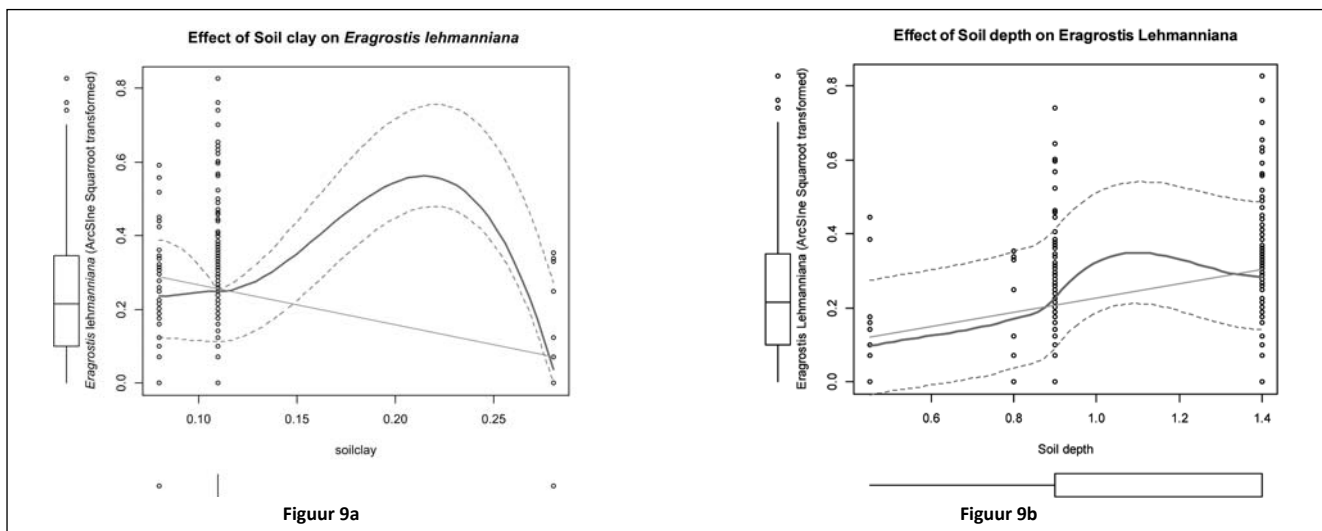 Effect of Soil clay on Eragrostis lehmanniana
Eragrostis lehmanniana (ArcSIne Squarroot transformed)
0.8
0.6
0.4
0.2
0.0
0.10
0.15
0.20
0.25
soilclay
Figuur 9a
Effect of Soil depth on Eragrostis Lehmanniana
Eragrostis Lehmanniana (ArcSIne Squarroot transformed)
0.8
0.6
0.4
0.2
0.0
0.6
0.8
1.0
1.2
1.4
Soil depth
Figuur 9b